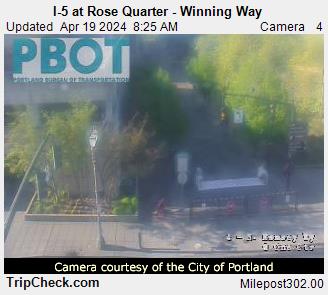 I-5 at Rose Quarter - Winning Way
Updated Apr 19 2024 8:25 AM Camera 4
PBOT
PORTLAND BUREAU OF TRANSPORTATION
Camera courtesy of the City of Portland
TripCheck.com Milepost302.00